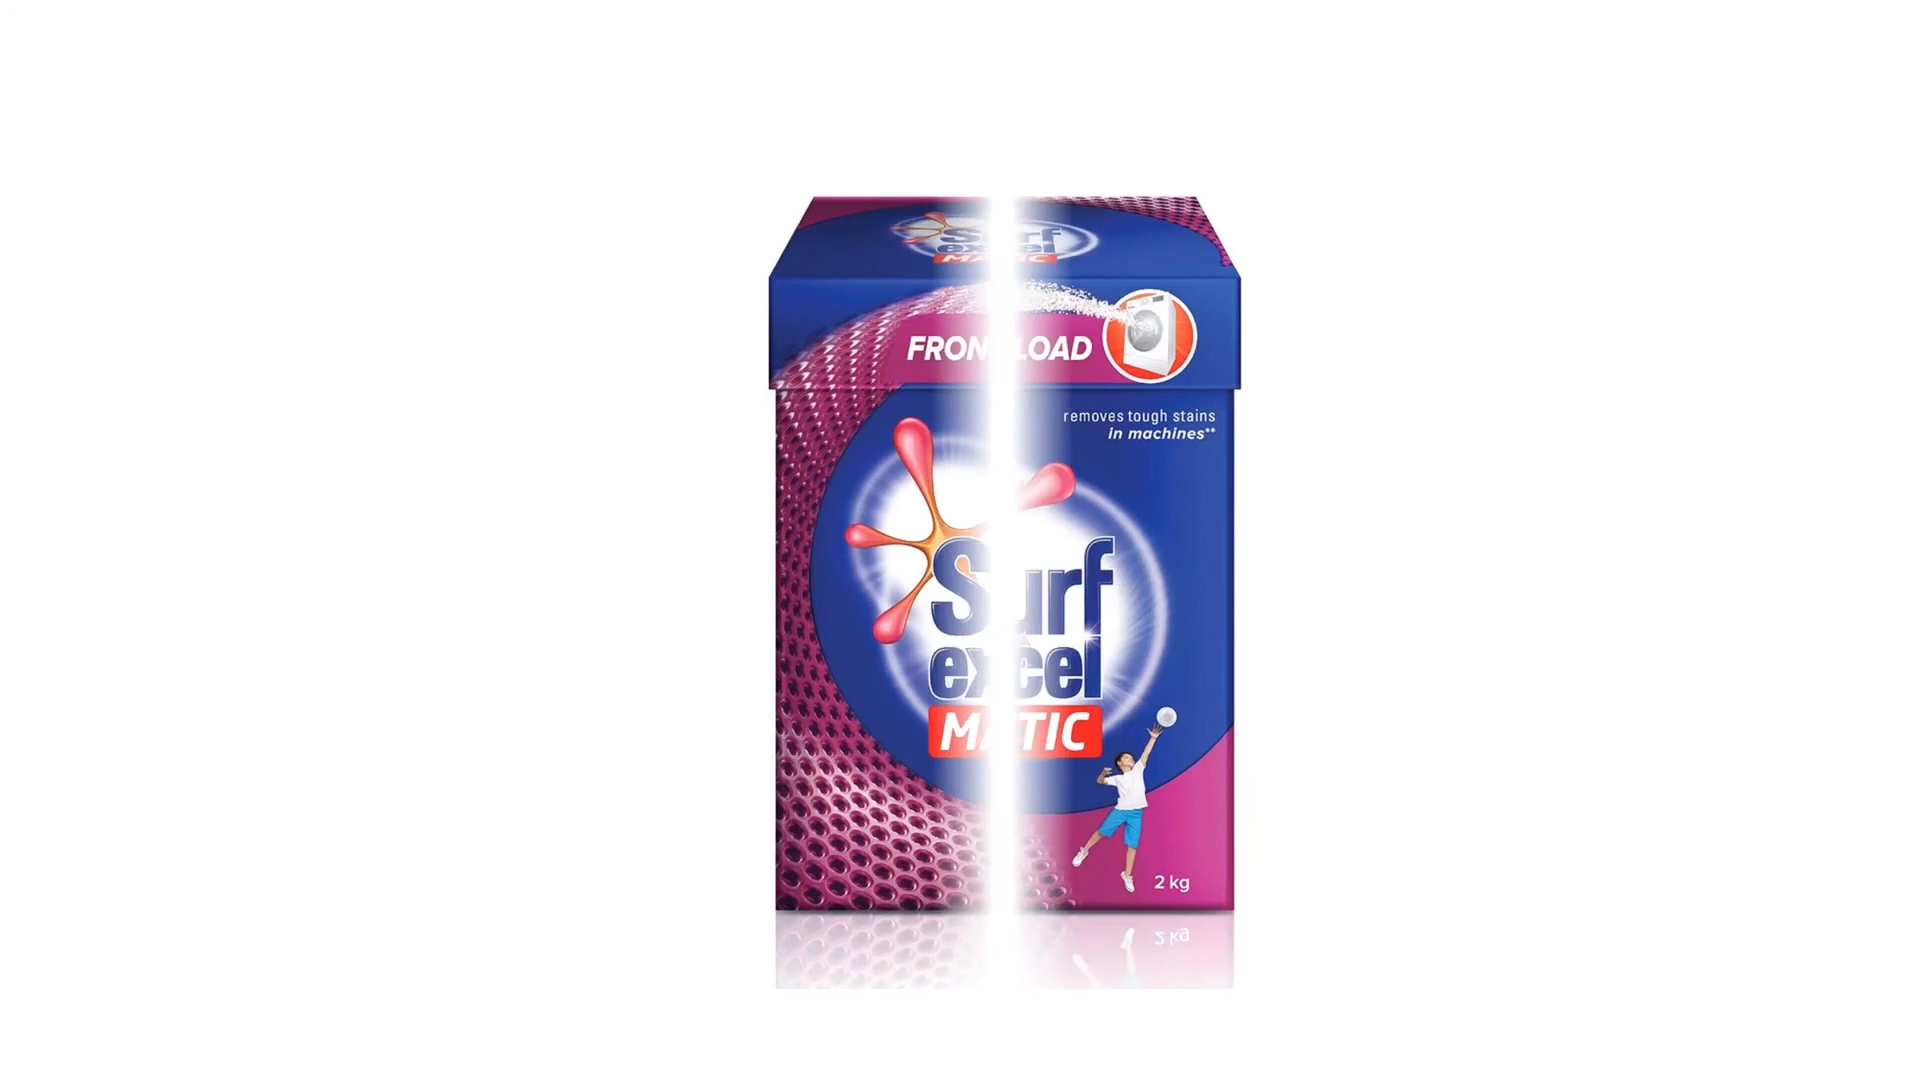 Surf
excel
MATIC
FRONT LOAD
removes tough stains
in machines**
Surf
excel
MATIC
2 kg